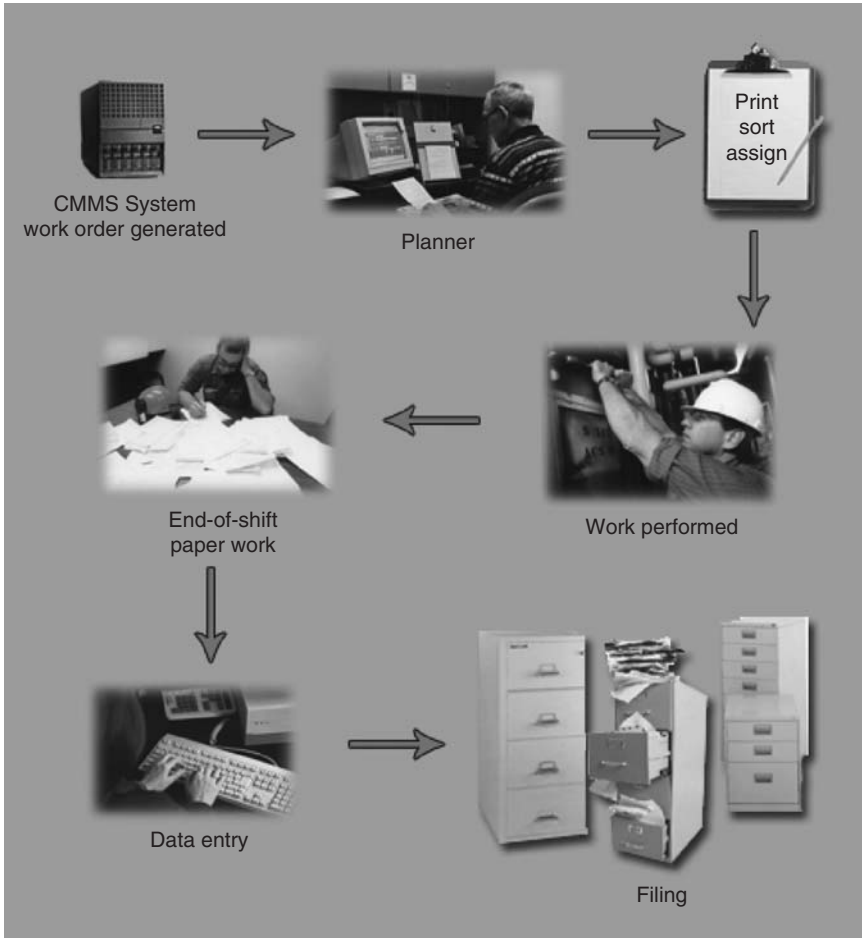 CMMS System
work order generated
Planner
Print
sort
assign
Work performed
End-of-shift
paper work
Data entry
Filing